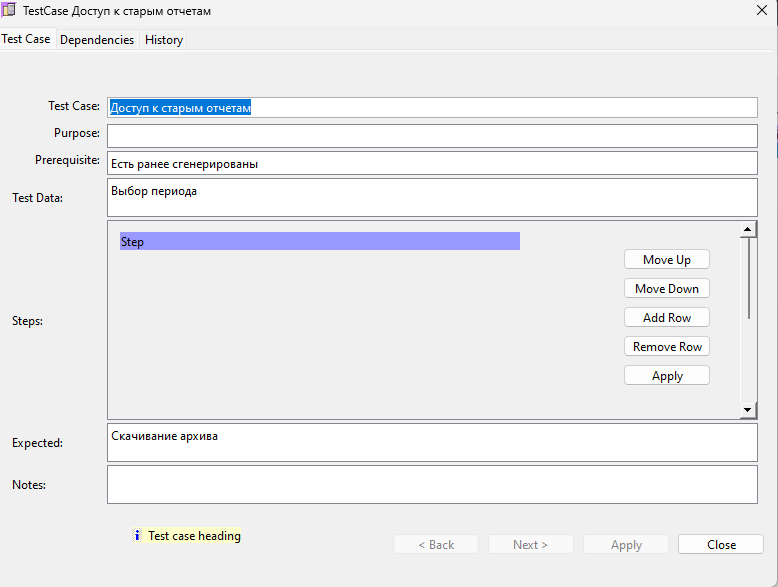 TestCase Доступ к старым отчетам
Test Case Dependencies History
Test Case: Доступ к старым отчетам
Purpose:
Prerequisite: Есть ранее сгенерированы
Test Data: Выбор периода
Step
Move Up
Move Down
Add Row
Steps:
Remove Row
Apply
Expected: Скачивание архива
Notes:
Test case heading
< Back Next > Apply Close